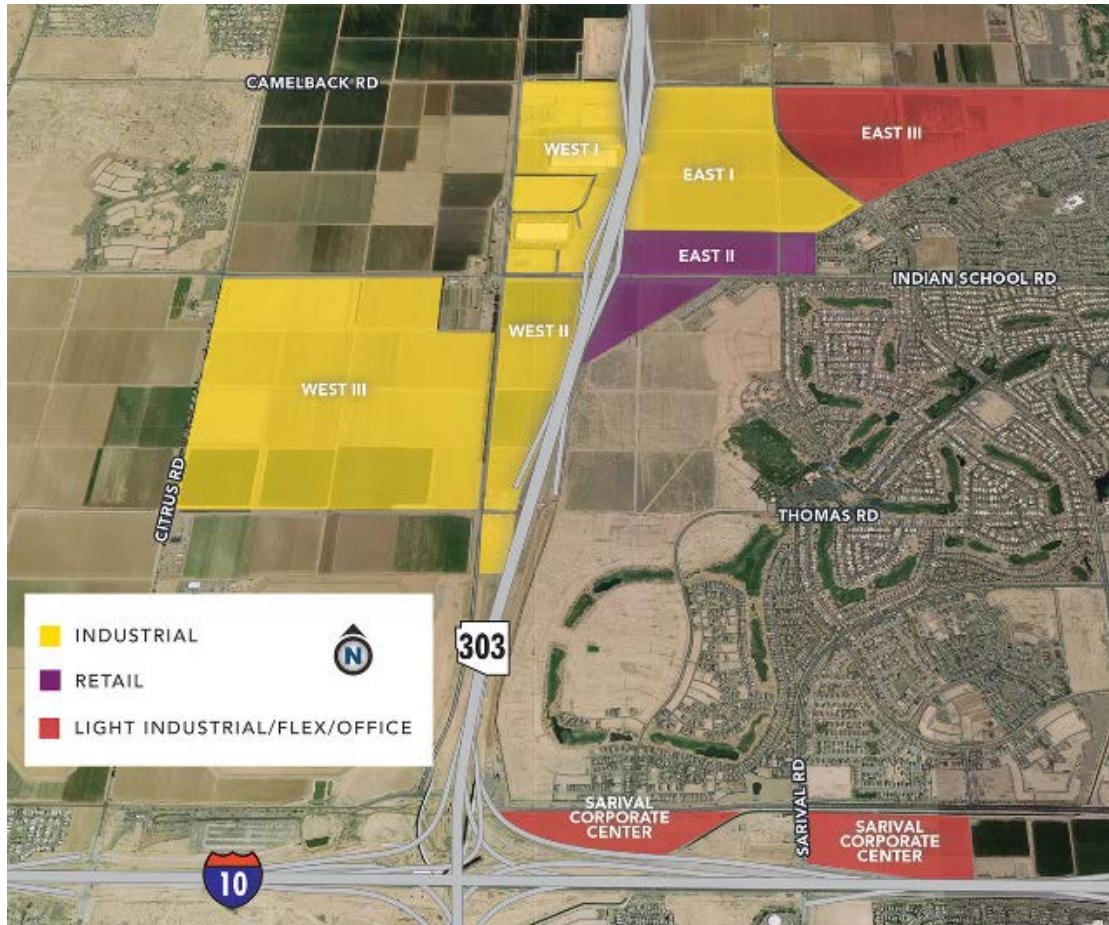 CAMELBACK RD
WEST I
EAST I
EAST III
EAST II
INDIAN SCHOOL RD
WEST II
WEST III
CITRUS RD
THOMAS RD
INDUSTRIAL
N
RETAIL
LIGHT INDUSTRIAL/FLEX/OFFICE
303
SARIVAL RD
SARIVAL
CORPORATE
CENTER
SARIVAL
CORPORATE
CENTER
10